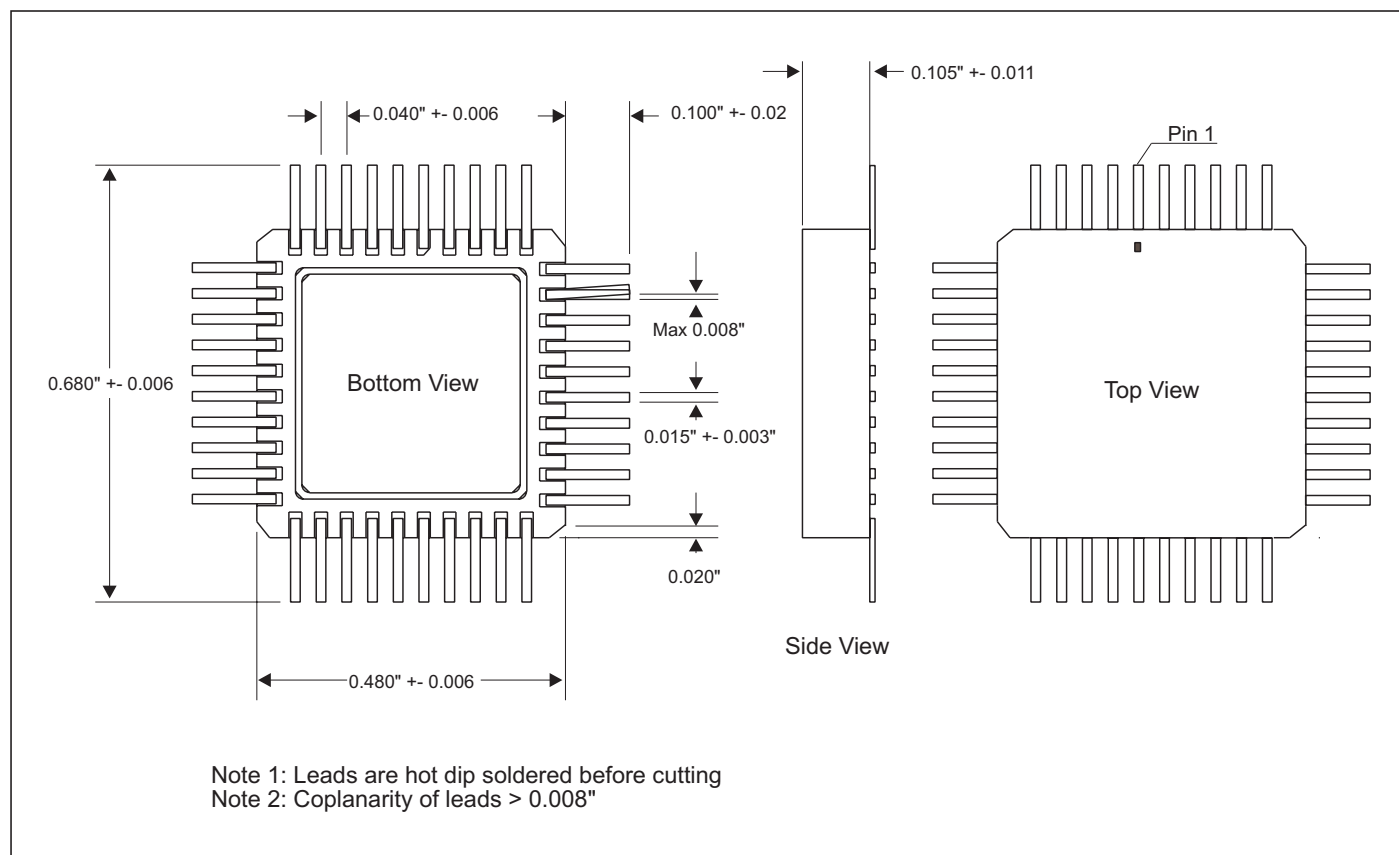 0.105" +- 0.011
0.040" +- 0.006
0.100" +- 0.02
Pin 1
Max 0.008"
0.680" +- 0.006
Bottom View
Top View
0.015" +- 0.003"
0.020"
Side View
0.480" +- 0.006
Note 1: Leads are hot dip soldered before cutting
Note 2: Coplanarity of leads > 0.008"